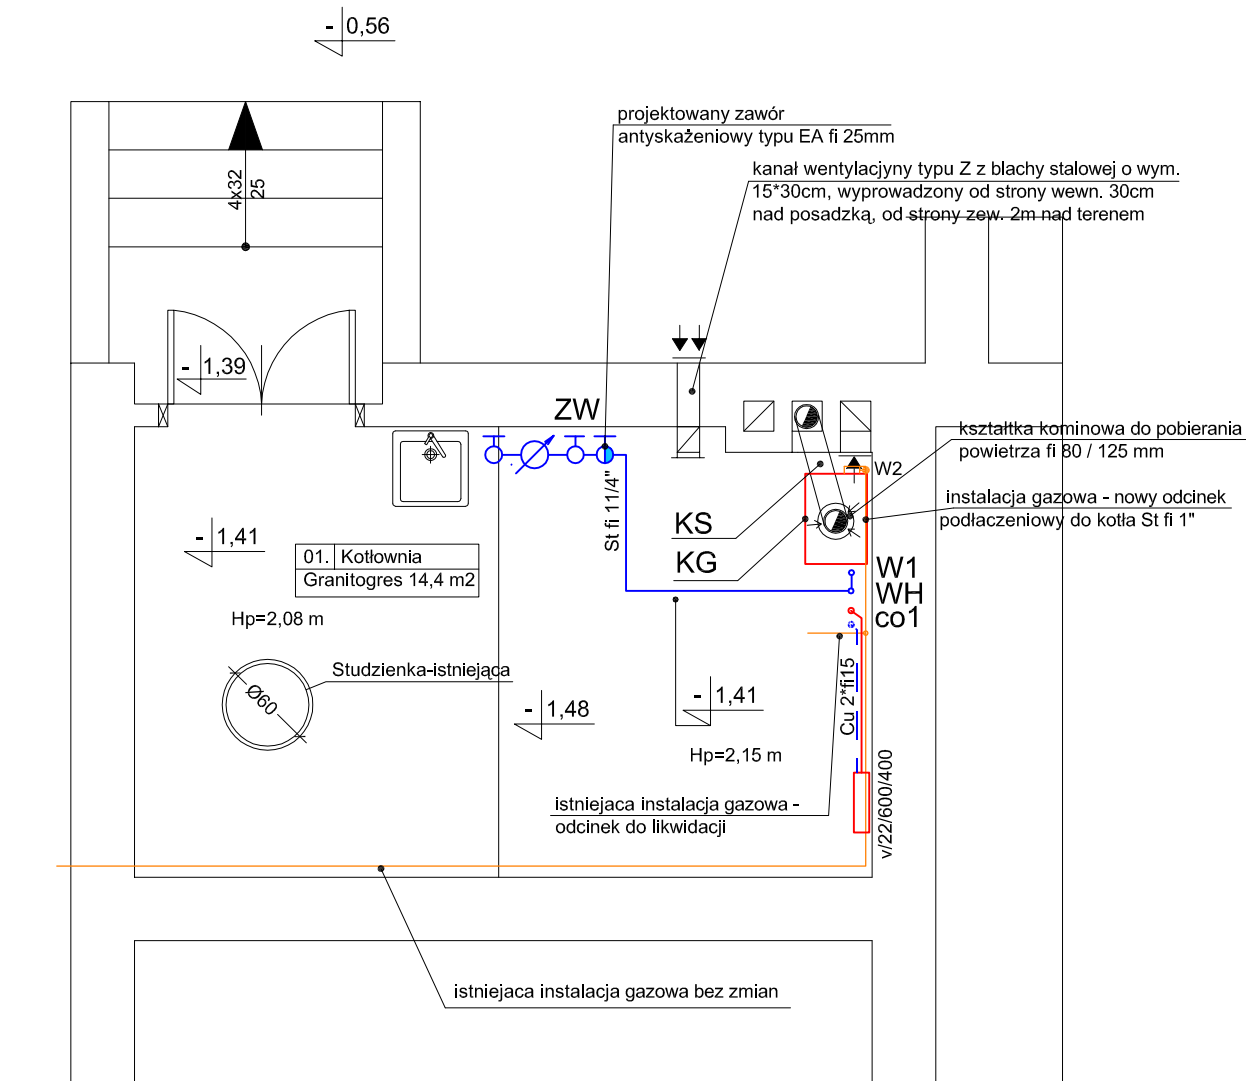 - 0,56
projektowany zawór
antyskażeniowy typu EA fi 25mm
kanał wentylacyjny typu Z z blachy stalowej o wym.
15*30cm, wyprowadzony od strony wewn. 30cm
nad posadzką, od strony zew. 2m nad terenem
4x32
25
- 1,39
ZW
kształtka kominowa do pobierania
powietrza fi 80 / 125 mm
W2
instalacja gazowa - nowy odcinek
podłaczeniowy do kotła St fi 1"
St fi 11/4"
KS
KG
- 1,41
01. Kotłownia
Granitogres 14,4 m2
Hp=2,08 m
W1
WH
co1
Studzienka-istniejąca
Ø60
Cu 2*fi15
- 1,48
- 1,41
Hp=2,15 m
v/22/600/400
istniejaca instalacja gazowa -
odcinek do likwidacji
istniejaca instalacja gazowa bez zmian